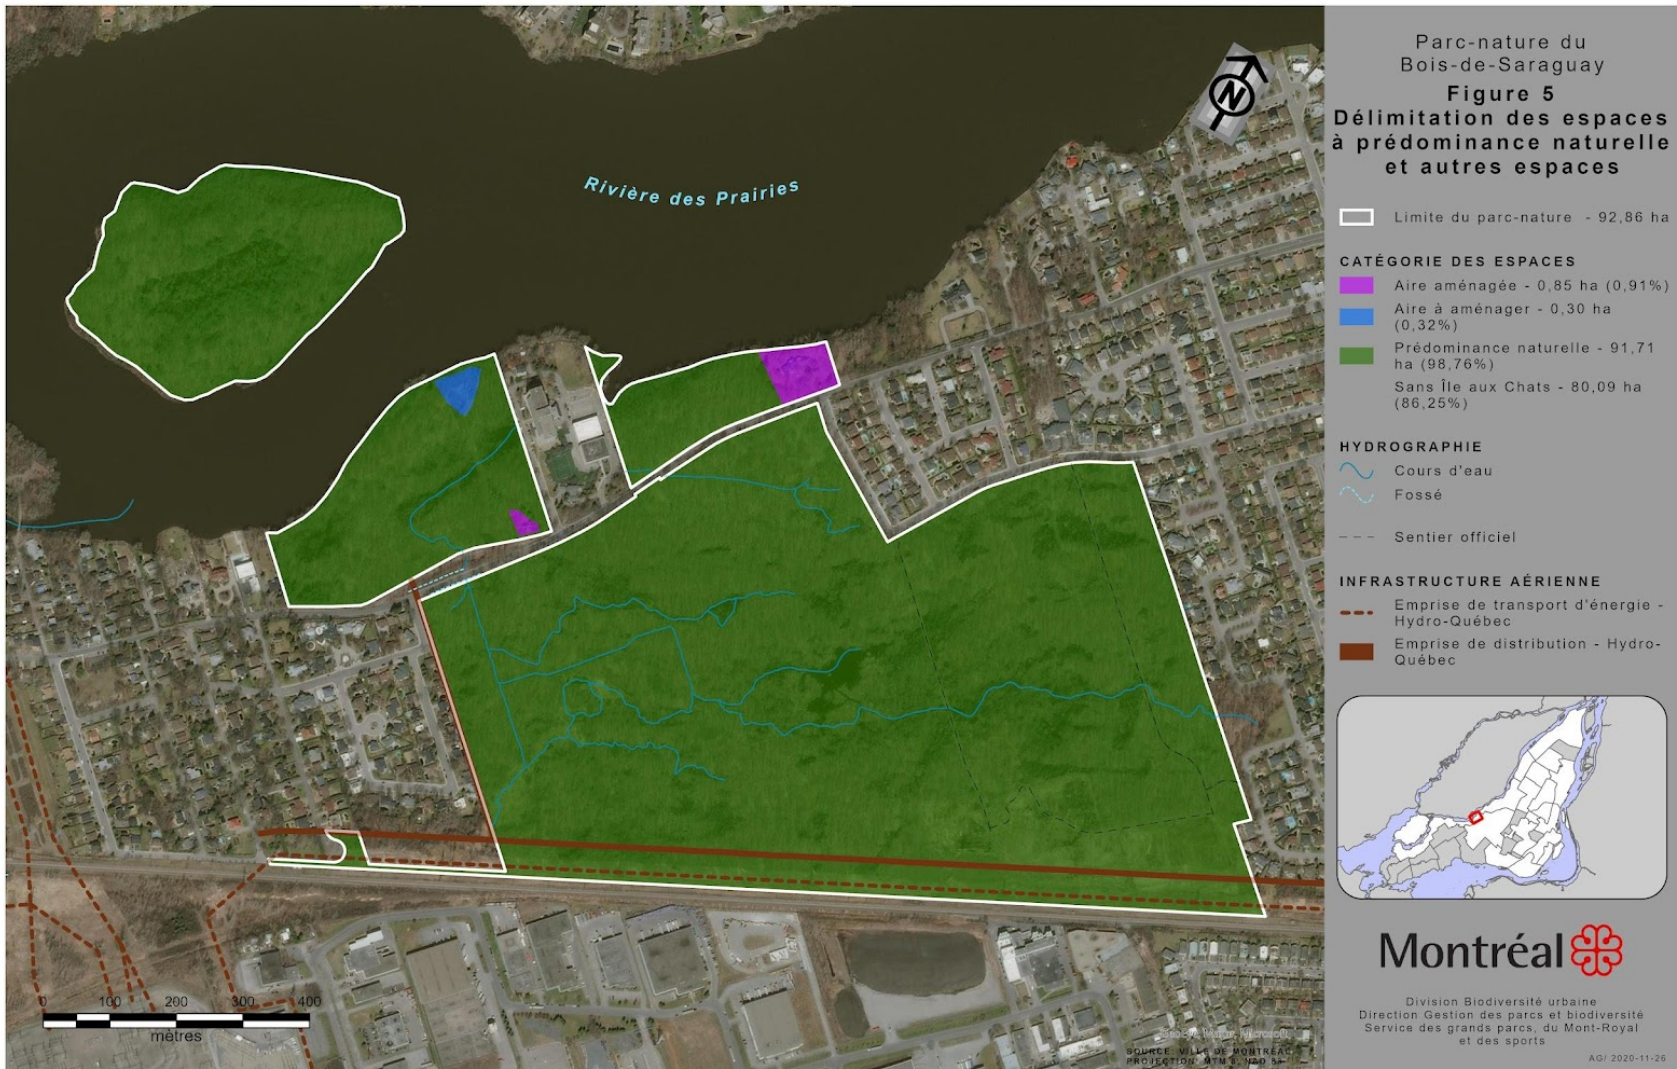 Parc-nature du
Bois-de-Saraguay
Figure 5
Délimitation des espaces
à prédominance naturelle
et autres espaces
Limite du parc-nature - 92,86 ha
CATÉGORIE DES ESPACES
Aire aménagée - 0,85 ha (0,91%)
Aire à aménager - 0,30 ha
(0,32%)
Prédominance naturelle - 91,71
ha (98,76%)
Sans Île aux Chats - 80,09 ha
(86,25%)
HYDROGRAPHIE
Cours d'eau
Fossé
Sentier officiel
INFRASTRUCTURE AÉRIENNE
Emprise de transport d'énergie -
Hydro-Québec
Emprise de distribution - Hydro-
Québec
Montréal
Division Biodiversité urbaine
Direction Gestion des parcs et biodiversité
Service des grands parcs, du Mont-Royal
et des sports
AG/ 2020-11-26
N
Rivière des Prairies
0 100 200 300 400
mètres
SOURCE: VILLE DE MONTRÉAL
PROJECTION: MTM 8, NAD 83